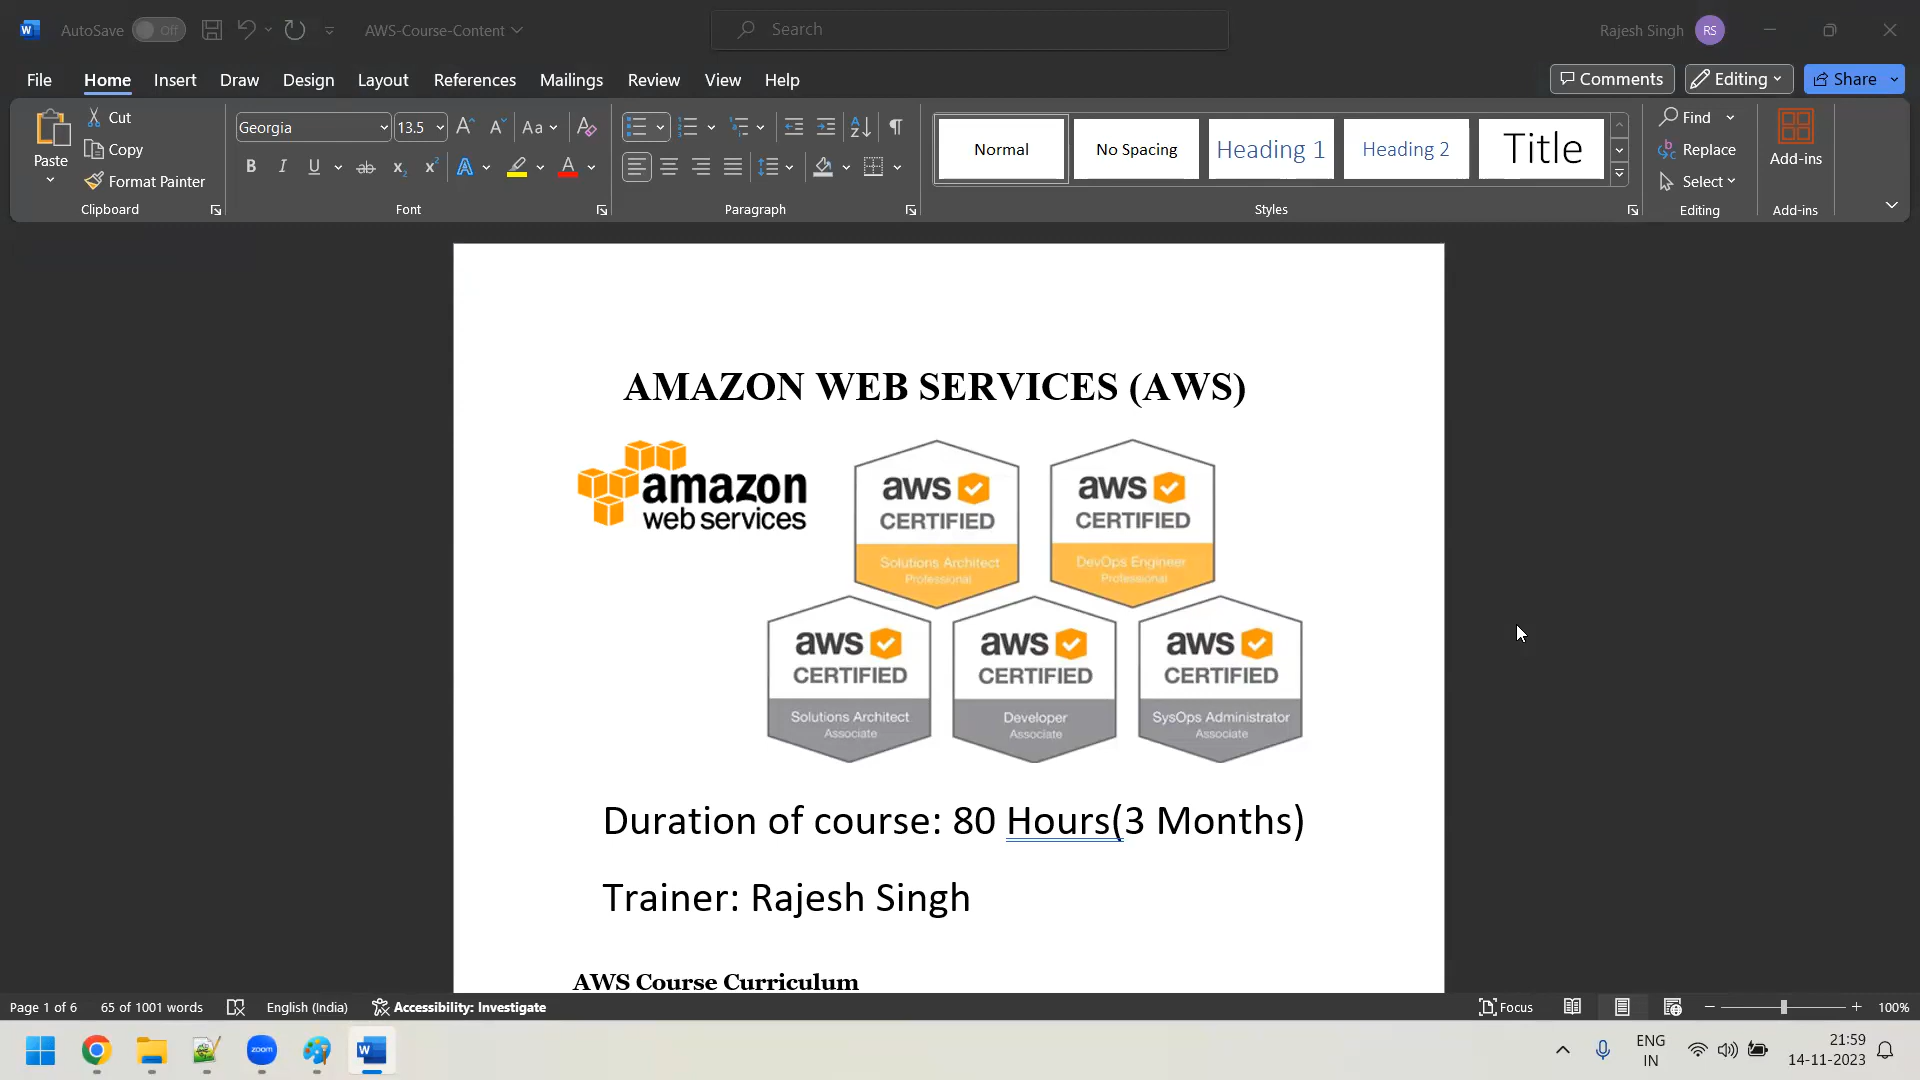 AutoSave Off AWS-Course-Content Search Rajesh Singh RS
File Home Insert Draw Design Layout References Mailings Review View Help Comments Editing Share
Paste
Cut
Copy
Format Painter
Clipboard
Georgia 13.5
Font
Paragraph
Normal No Spacing Heading 1 Heading 2 Title
Styles
Find
Replace
Select
Editing
Add-ins
Add-ins
AMAZON WEB SERVICES (AWS)
amazon
web services
aws
CERTIFIED
Solutions Architect
Professional
aws
CERTIFIED
DevOps Engineer
Professional
aws
CERTIFIED
Solutions Architect
Associate
aws
CERTIFIED
Developer
Associate
aws
CERTIFIED
SysOps Administrator
Associate
Duration of course: 80 Hours(3 Months)
Trainer: Rajesh Singh
AWS Course Curriculum
Page 1 of 6 65 of 1001 words English (India) Accessibility: Investigate Focus 100%
zoom
ENG
IN
21:59
14-11-2023